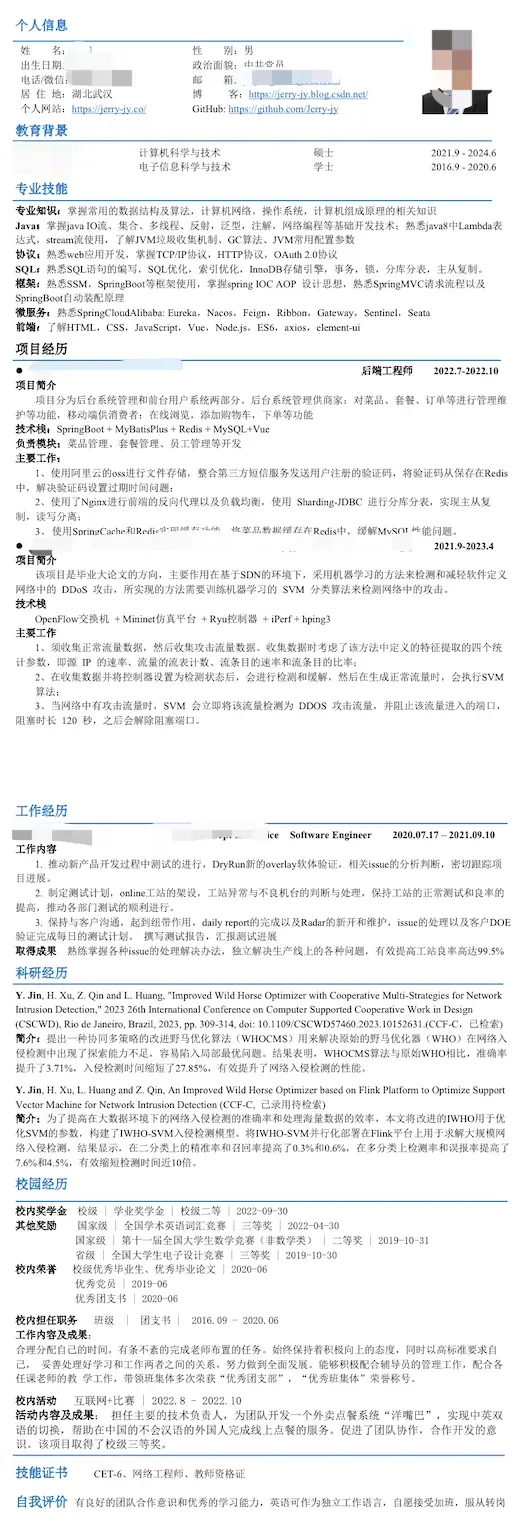 个人信息
姓 名: 性 别: 男
出生日期: 政治面貌: 中共党员
电话/微信: 邮 箱:
居 住 地: 湖北武汉 博 客: https://jerry-jy.blog.csdn.net/
个人网站: https://jerry-jy.co/ GitHub: https://github.com/Jerry-jy
教育背景
计算机科学与技术 硕士 2021.9 - 2024.6
电子信息科学与技术 学士 2016.9 - 2020.6
专业技能
专业知识: 掌握常用的数据结构及算法，计算机网络，操作系统，计算机组成原理的相关知识
Java: 掌握java IO流、集合、多线程、反射，泛型，注解，网络编程等基础开发技术；熟悉java8中Lambda表
达式，stream流使用，了解JVM垃圾收集机制、GC算法、JVM常用配置参数
协议: 熟悉web应用开发，掌握TCP/IP协议，HTTP协议，OAuth 2.0协议
SQL: 熟悉SQL语句的编写，SQL优化，索引优化，InnoDB存储引擎，事务，锁，分库分表，主从复制。
框架: 熟悉SSM，SpringBoot等框架使用，掌握spring IOC AOP 设计思想，熟悉SpringMVC请求流程以及
SpringBoot自动装配原理
微服务: 熟悉SpringCloudAlibaba: Eureka，Nacos，Feign，Ribbon，Gateway，Sentinel，Seata
前端: 了解HTML，CSS，JavaScript，Vue，Node.js，ES6，axios，element-ui
项目经历
● 后端工程师 2022.7-2022.10
项目简介
项目分为后台系统管理和前台用户系统两部分。后台系统管理供商家：对菜品、套餐、订单等进行管理维
护等功能，移动端供消费者；在线浏览，添加购物车，下单等功能
技术栈: SpringBoot + MyBatisPlus + Redis + MySQL+Vue
负责模块: 菜品管理、套餐管理、员工管理等开发
主要工作:
1、使用阿里云的oss进行文件存储，整合第三方短信服务发送用户注册的验证码，将验证码从保存在Redis
中，解决验证码设置过期时间问题；
2、使用了Nginx进行前端的反向代理以及负载均衡，使用 Sharding-JDBC 进行分库分表，实现主从复
制，读写分离；
3、使用SpringCache和Redis实现缓存功能，将菜品数据缓存在Redis中，缓解MySQL性能问题。
● 2021.9-2023.4
项目简介
该项目是毕业大论文的方向，主要作用在基于SDN的环境下，采用机器学习的方法来检测和减轻软件定义
网络中的 DDoS 攻击，所实现的方法需要训练机器学习的 SVM 分类算法来检测网络中的攻击。
技术栈
OpenFlow交换机 + Mininet仿真平台 + Ryu控制器 + iPerf + hping3
主要工作
1、须收集正常流量数据，然后收集攻击流量数据。收集数据时考虑了该方法中定义的特征提取的四个统
计参数，即源 IP 的速率、流量的流表计数、流条目的速率和流条目的比率；
2、在收集数据并将控制器设置为检测状态后，会进行检测和缓解。然后在生成正常流量时，会执行SVM
算法；
3、当网络中有攻击流量时，SVM 会立即将该流量检测为 DDOS 攻击流量，并阻止该流量进入的端口，
阻塞时长 120 秒，之后会解除阻塞端口。
工作经历
Software Engineer 2020.07.17 – 2021.09.10
工作内容
1. 推动新产品开发过程中测试的进行，DryRun新的overlay软体验证，相关issue的分析判断，密切跟踪项
目进展。
2. 制定测试计划，online工站的架设，工站异常与不良机台的判断与处理，保持工站的正常测试和良率的
提高，推动各部门测试的顺利进行。
3. 保持与客户沟通，起到纽带作用，daily report的完成以及Radar的新开和维护，issue的处理以及客户DOE
验证完成每日的测试计划。 撰写测试报告，汇报测试进展
取得成果 熟练掌握各种issue的处理解决办法，独立解决生产线上的各种问题，有效提高工站良率高达99.5%
科研经历
Y. Jin, H. Xu, Z. Qin and L. Huang, "Improved Wild Horse Optimizer with Cooperative Multi-Strategies for Network
Intrusion Detection," 2023 26th International Conference on Computer Supported Cooperative Work in Design
(CSCWD), Rio de Janeiro, Brazil, 2023, pp. 309-314, doi: 10.1109/CSCWD57460.2023.10152631.(CCF-C，已检索)
简介: 提出一种协同多策略的改进野马优化算法（WHOCMS）用来解决原始的野马优化器（WHO）在网络入
侵检测中出现了探索能力不足，容易陷入局部最优问题。结果表明，WHOCMS算法与原始WHO相比，准确率
提升了3.71%，入侵检测时间缩短了27.85%，有效提升了网络入侵检测的性能。
Y. Jin, H. Xu, L. Huang and Z. Qin, An Improved Wild Horse Optimizer based on Flink Platform to Optimize Support
Vector Machine for Network Intrusion Detection (CCF-C, 已录用待检索)
简介: 为了提高在大数据环境下的网络入侵检测的准确率和处理海量数据的效率，本文将改进的IWHO用于优
化SVM的参数，构建了IWHO-SVM入侵检测模型。将IWHO-SVM并行化部署在Flink平台上用于求解大规模网
络入侵检测。结果显示，在二分类上的精准率和召回率提高了0.3%和0.6%，在多分类上检测率和误报率提高了
7.6%和4.5%，有效缩短检测时间近10倍。
校园经历
校内奖学金 校级 | 学业奖学金 | 校级二等 | 2022-09-30
其他奖励 国家级 | 全国大学学术英语词汇竞赛 | 三等奖 | 2022-04-30
国家级 | 第十一届全国大学生数学竞赛（非数学类） | 二等奖 | 2019-10-31
省级 | 全国大学生电子设计竞赛 | 三等奖 | 2019-10-30
校内荣誉 校级优秀毕业生、优秀毕业论文 | 2020-06
优秀党员 | 2019-06
优秀团支书 | 2020-06
校内担任职务 班级 | 团支书 | 2016.09 - 2020.06
工作内容及成果:
合理分配自己的时间，有条不紊的完成老师布置的任务。始终保持着积极向上的态度，同时以高标准要求自
己， 妥善处理好学习和工作两者之间的关系，努力做到全面发展。能够积极配合辅导员的管理工作，配合各
任课老师的教 学工作，带领班集体多次荣获“优秀团支部”，“优秀班集体”荣誉称号。
校内活动 互联网+比赛 | 2022.8 - 2022.10
活动内容及成果: 担任主要的技术负责人，为团队开发一个外卖点餐系统“洋嘴巴”，实现中英双
语的切换，帮助在中国的不会汉语的外国人完成线上点餐的服务。促进了团队协作，合作开发的意
识。该项目取得了校级三等奖。
技能证书 CET-6、网络工程师、教师资格证
自我评价 有良好的团队合作意识和优秀的学习能力，英语可作为独立工作语言，自愿接受加班，服从转岗